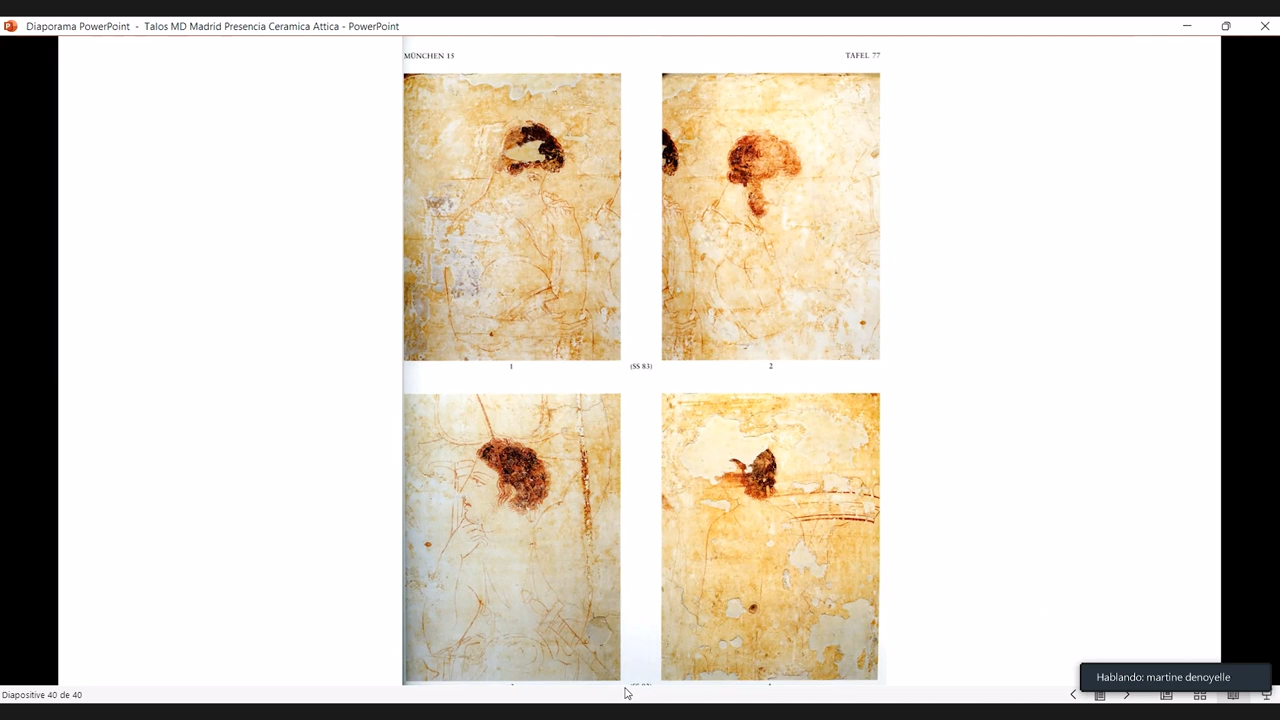 Diaporama PowerPoint - Talos MD Madrid Presencia Ceramica Attica - PowerPoint
MÜNCHEN 15
TAFEL 77
1
(SS 83)
2
Hablando: martine denoyelle
Diapositive 40 de 40